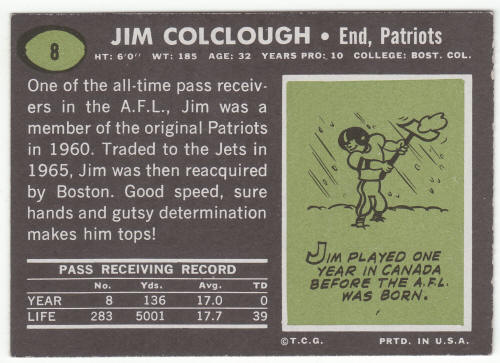 8
JIM COLCLOUGH • End, Patriots
HT: 6'0" WT: 185 AGE: 32 YEARS PRO: 10 COLLEGE: BOST. COL.
One of the all-time pass receiv-
ers in the A.F.L., Jim was a
member of the original Patriots
in 1960. Traded to the Jets in
1965, Jim was then reacquired
by Boston. Good speed, sure
hands and gutsy determination
makes him tops!
PASS RECEIVING RECORD
No. Yds. Avg. TD
YEAR 8 136 17.0 0
LIFE 283 5001 17.7 39
JIM PLAYED ONE
YEAR IN CANADA
BEFORE THE A.F.L.
WAS BORN.
©T.C.G. PRTD. IN U.S.A.